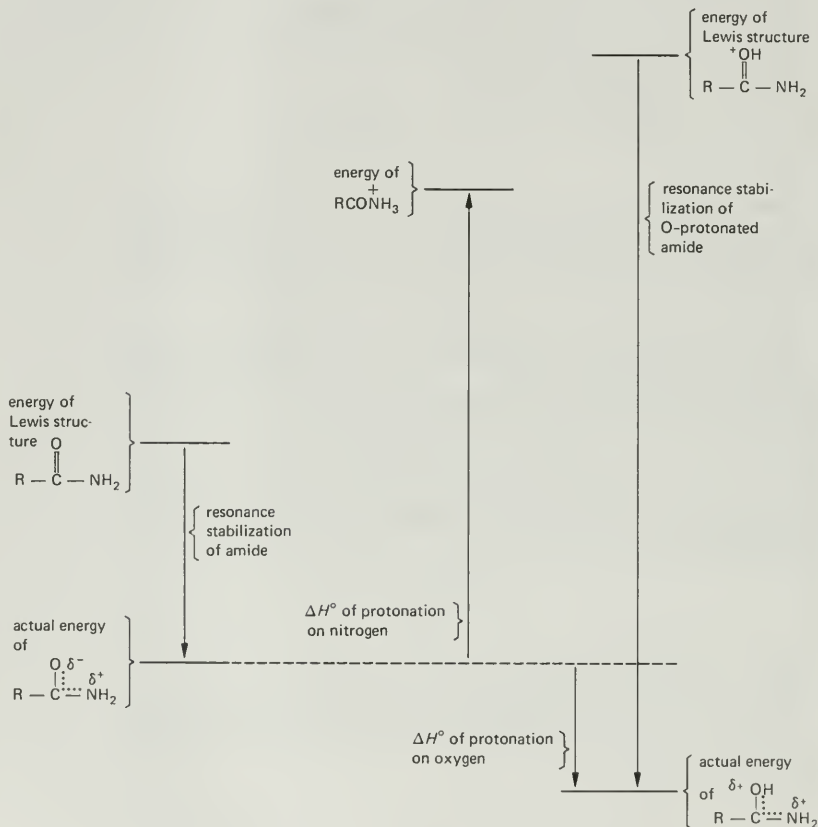 energy of
Lewis structure
+OH
R — C — NH₂
energy of
+
RCONH₃
resonance stabi-
lization of
O-protonated
amide
energy of
Lewis struc-
ture O
R — C — NH₂
resonance
stabilization
of amide
ΔH° of protonation
on nitrogen
actual energy
of
O δ⁻
δ⁺
R — C — NH₂
ΔH° of protonation
on oxygen
actual energy
of δ⁺ OH
δ⁺
R — C — NH₂